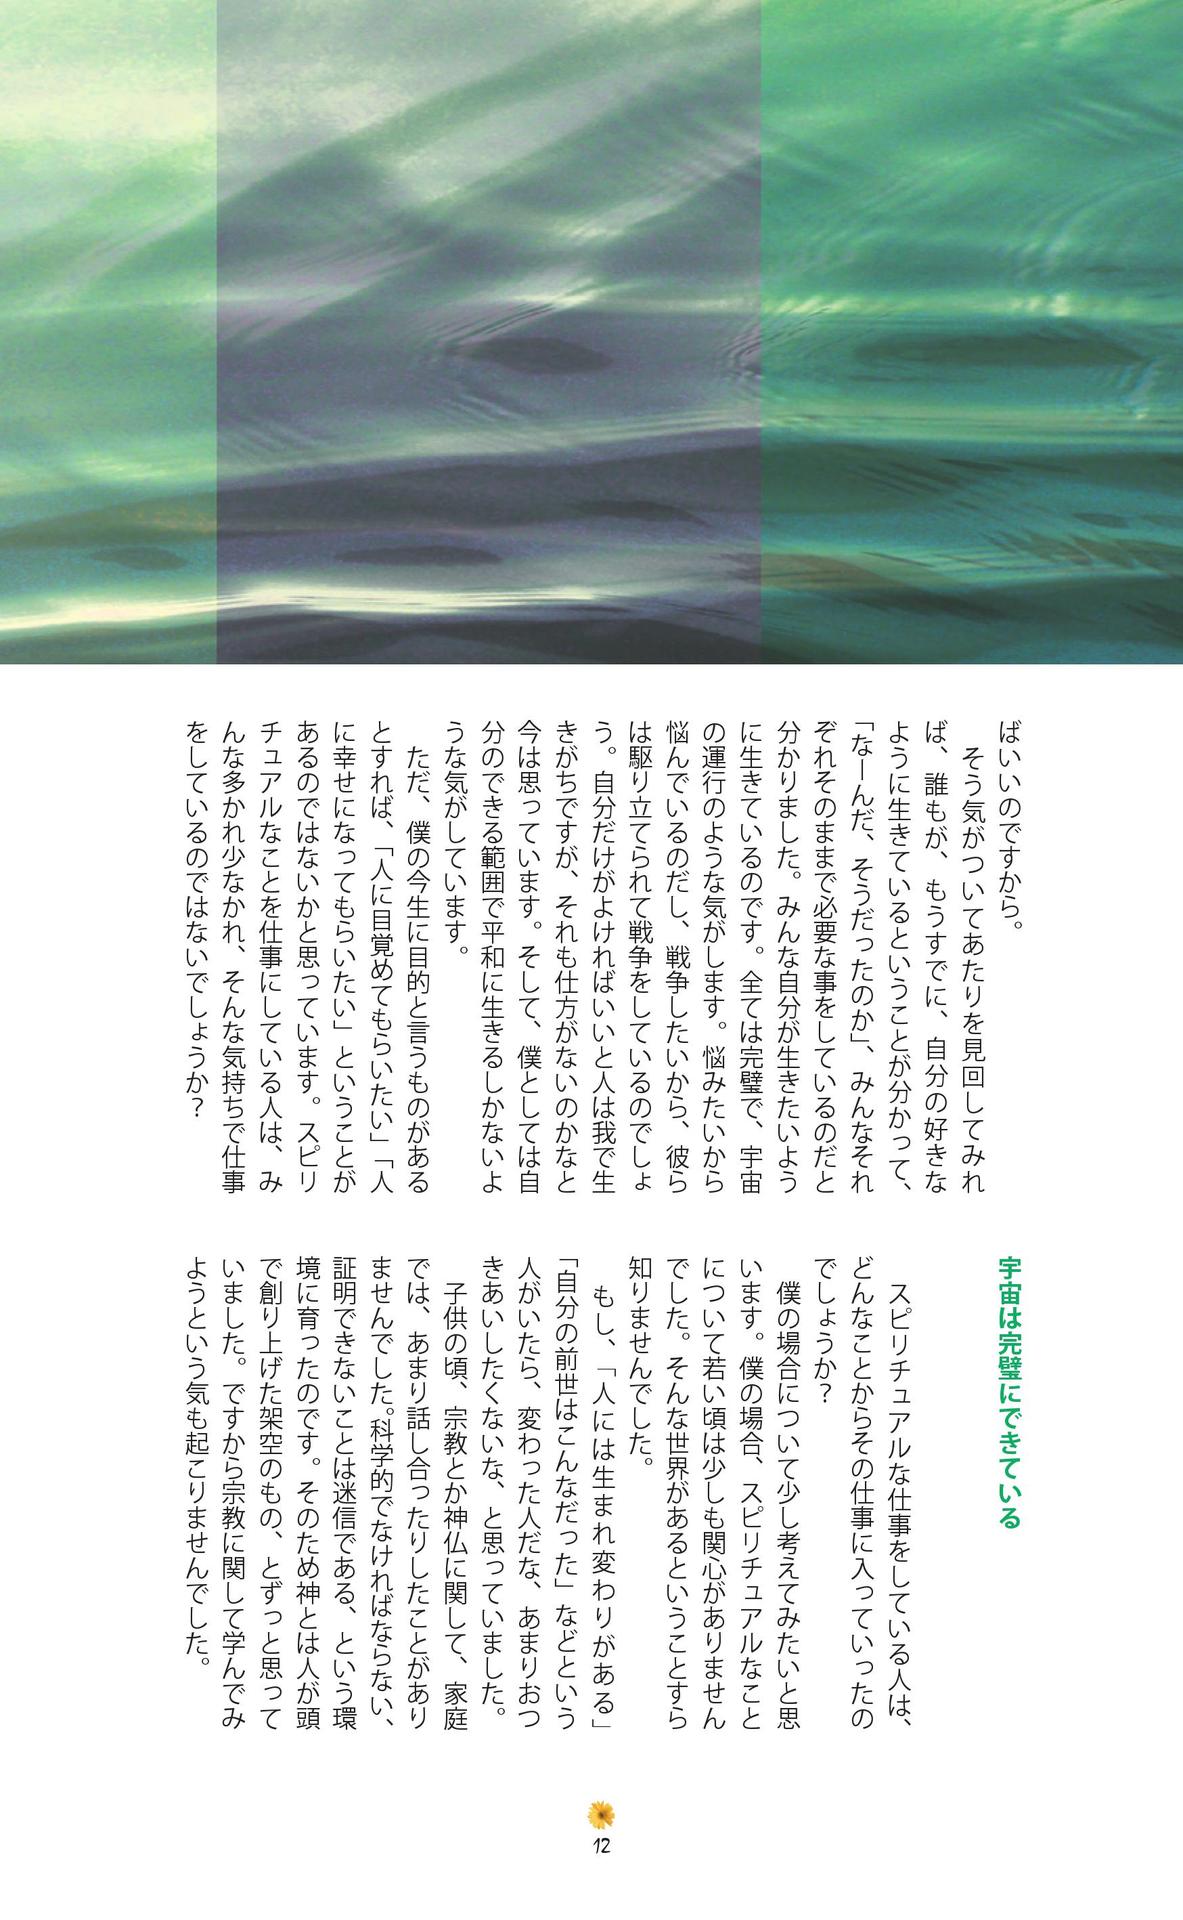 ばいいのですから。
そう気がついてあたりを見回してみれ
ば、誰もが、もうすでに、自分の好きな
ように生きているということが分かって、
「なーんだ、そうだったのか」、みんなそれ
ぞれそのままで必要な事をしているのだと
分かりました。みんな自分が生きたいよう
に生きているのです。全ては完璧で、宇宙
の運行のような気がします。悩みたいから
悩んでいるのだし、戦争したいから、彼ら
は駆り立てられて戦争をしているのでしょ
う。自分だけがよければいいと人は我で生
きがちですが、それも仕方がないのかなと
今は思っています。そして、僕としては自
分のできる範囲で平和に生きるしかないよ
うな気がしています。
ただ、僕の今生に目的と言うものがある
とすれば、「人に目覚めてもらいたい」「人
に幸せになってもらいたい」ということが
あるのではないかと思っています。スピリ
チュアルなことを仕事にしている人は、み
んな多かれ少なかれ、そんな気持ちで仕事
をしているのではないでしょうか？
宇宙は完璧にできている
スピリチュアルな仕事をしている人は、
どんなことからその仕事に入っていったの
でしょうか？
僕の場合について少し考えてみたいと思
います。僕の場合、スピリチュアルなこと
について若い頃は少しも関心がありません
でした。そんな世界があるということすら
知りませんでした。
もし、「人には生まれ変わりがある」
「自分の前世はこんなだった」などという
人がいたら、変わった人だな、あまりおつ
きあいしたくないな、と思っていました。
子供の頃、宗教とか神仏に関して、家庭
では、あまり話し合ったりしたことがあり
ませんでした。科学的でなければならない、
証明できないことは迷信である、という環
境に育ったのです。そのため神とは人が頭
で創り上げた架空のもの、とずっと思って
いました。ですから宗教に関して学んでみ
ようという気も起こりませんでした。
12